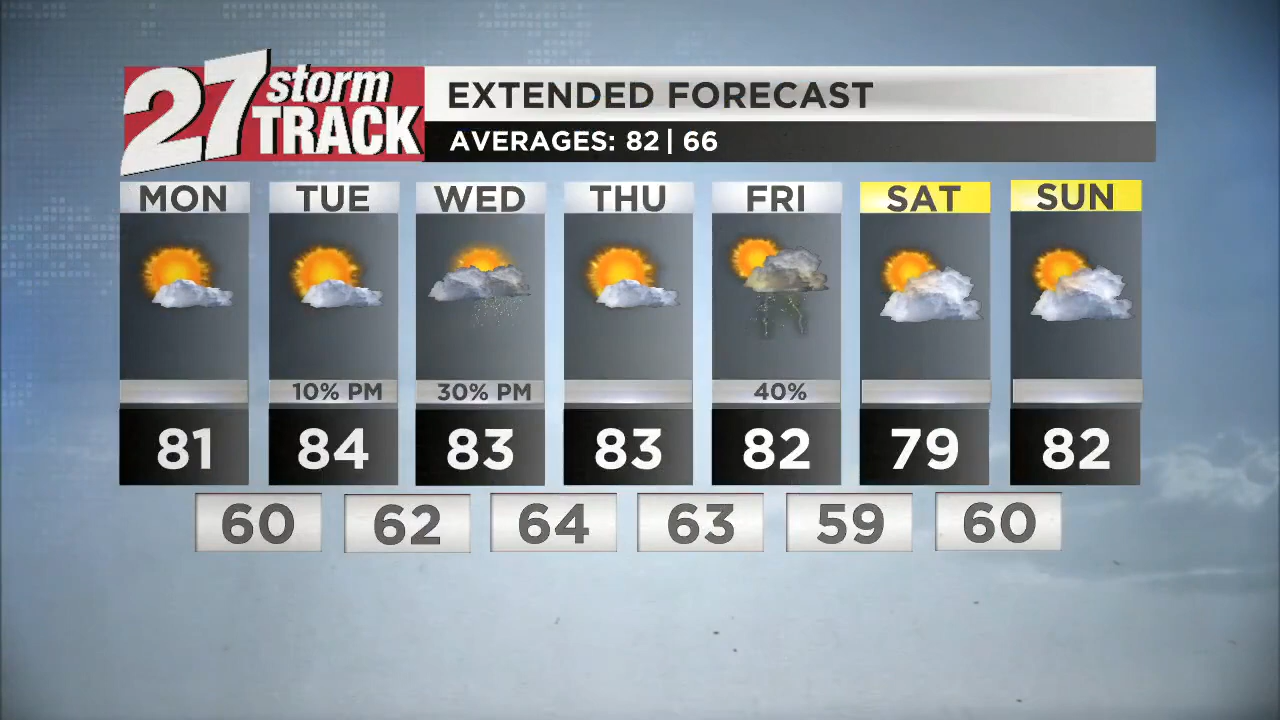 27 storm TRACK
EXTENDED FORECAST
AVERAGES: 82 | 66
MON TUE WED THU FRI SAT SUN
10% PM 30% PM 40%
81 84 83 83 82 79 82
60 62 64 63 59 60